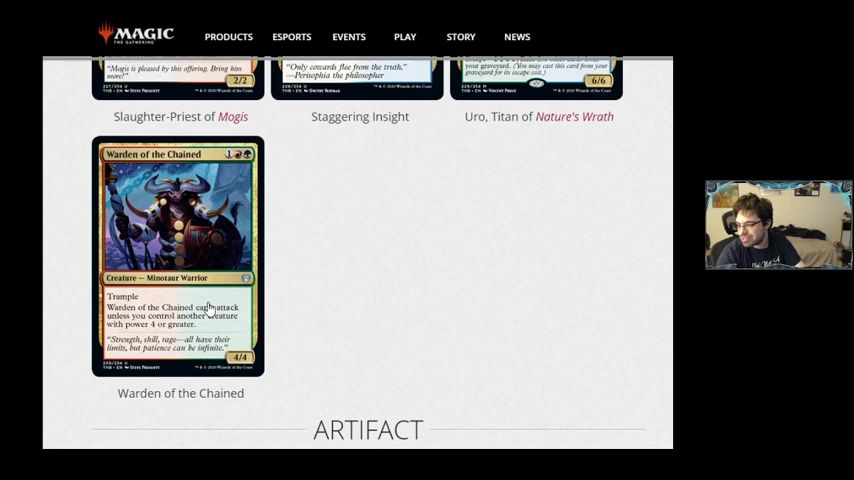 MAGIC
THE GATHERING
PRODUCTS
ESPORTS
EVENTS
PLAY
STORY
NEWS
"Mogis is pleased by this offering. Bring him
more!"
2/2
"Only cowards flee from the truth."
—Perisophia the philosopher
your graveyard. (You may cast this card from your
graveyard for its escape cost.)
6/6
Slaughter-Priest of Mogis
Staggering Insight
Uro, Titan of Nature's Wrath
Warden of the Chained
1
Creature — Minotaur Warrior
Trample
Warden of the Chained can't attack
unless you control another creature
with power 4 or greater.
"Strength, skill, rage—all have their
limits, but patience can be infinite."
4/4
Warden of the Chained
ARTIFACT